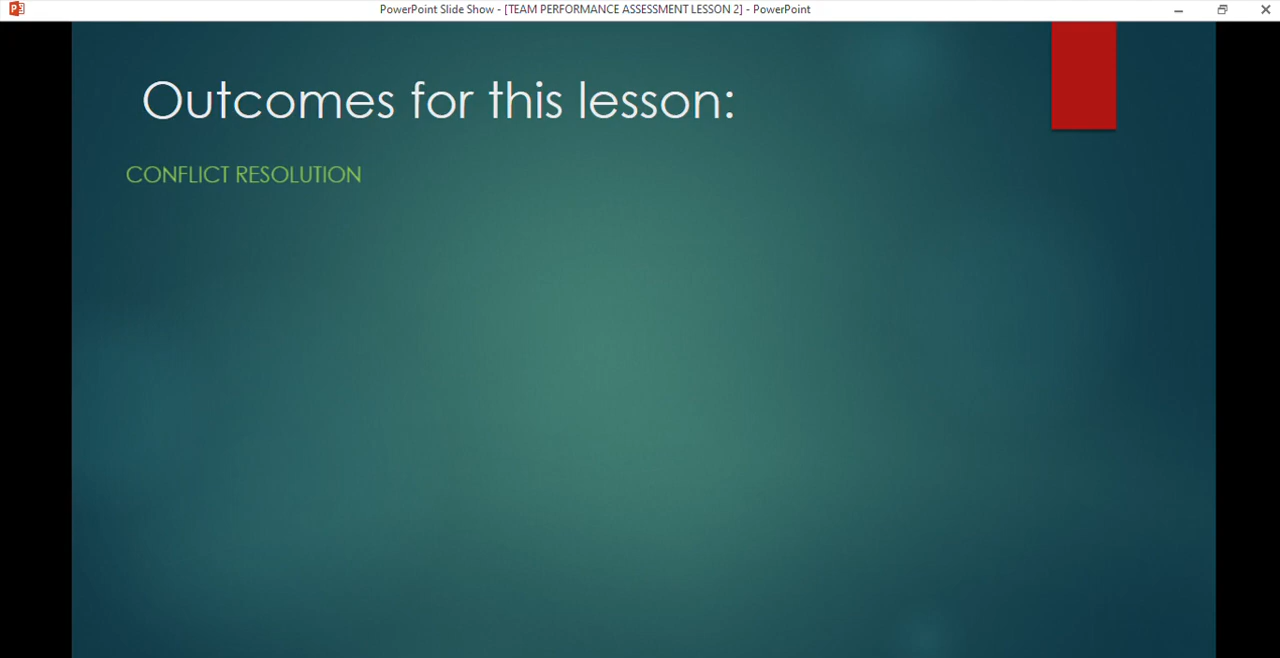 PowerPoint Slide Show - [TEAM PERFORMANCE ASSESSMENT LESSON 2] - PowerPoint
Outcomes for this lesson:
CONFLICT RESOLUTION